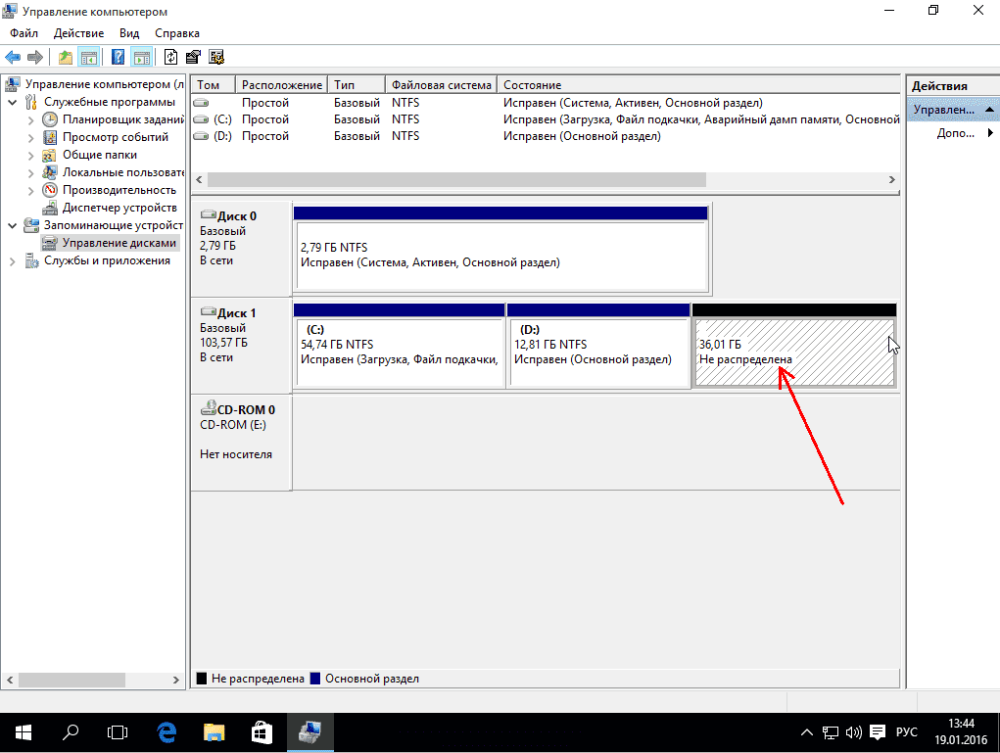 Управление компьютером
Файл Действие Вид Справка
Управление компьютером (л
Служебные программы
Планировщик заданий
Просмотр событий
Общие папки
Локальные пользовате
Производительность
Диспетчер устройств
Запоминающие устройст
Управление дисками
Службы и приложения
Том Расположение Тип Файловая система Состояние
Простой Базовый NTFS Исправен (Система, Активен, Основной раздел)
(C:) Простой Базовый NTFS Исправен (Загрузка, Файл подкачки, Аварийный дамп памяти, Основной
(D:) Простой Базовый NTFS Исправен (Основной раздел)
Диск 0
Базовый
2,79 ГБ
В сети
2,79 ГБ NTFS
Исправен (Система, Активен, Основной раздел)
Диск 1
Базовый
103,57 ГБ
В сети
(C:)
54,74 ГБ NTFS
Исправен (Загрузка, Файл подкачки,
(D:)
12,81 ГБ NTFS
Исправен (Основной раздел)
36,01 ГБ
Не распределена
CD-ROM 0
CD-ROM (E:)
Нет носителя
Не распределена Основной раздел
Действия
Управлен...
Допо...
РУС
13:44
19.01.2016